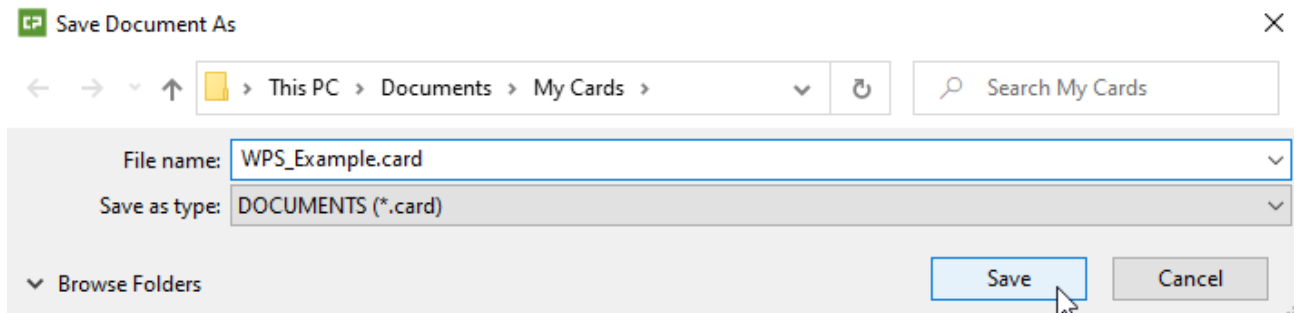 CP Save Document As
This PC > Documents > My Cards > Search My Cards
File name: WPS_Example.card
Save as type: DOCUMENTS (*.card)
Browse Folders Save Cancel